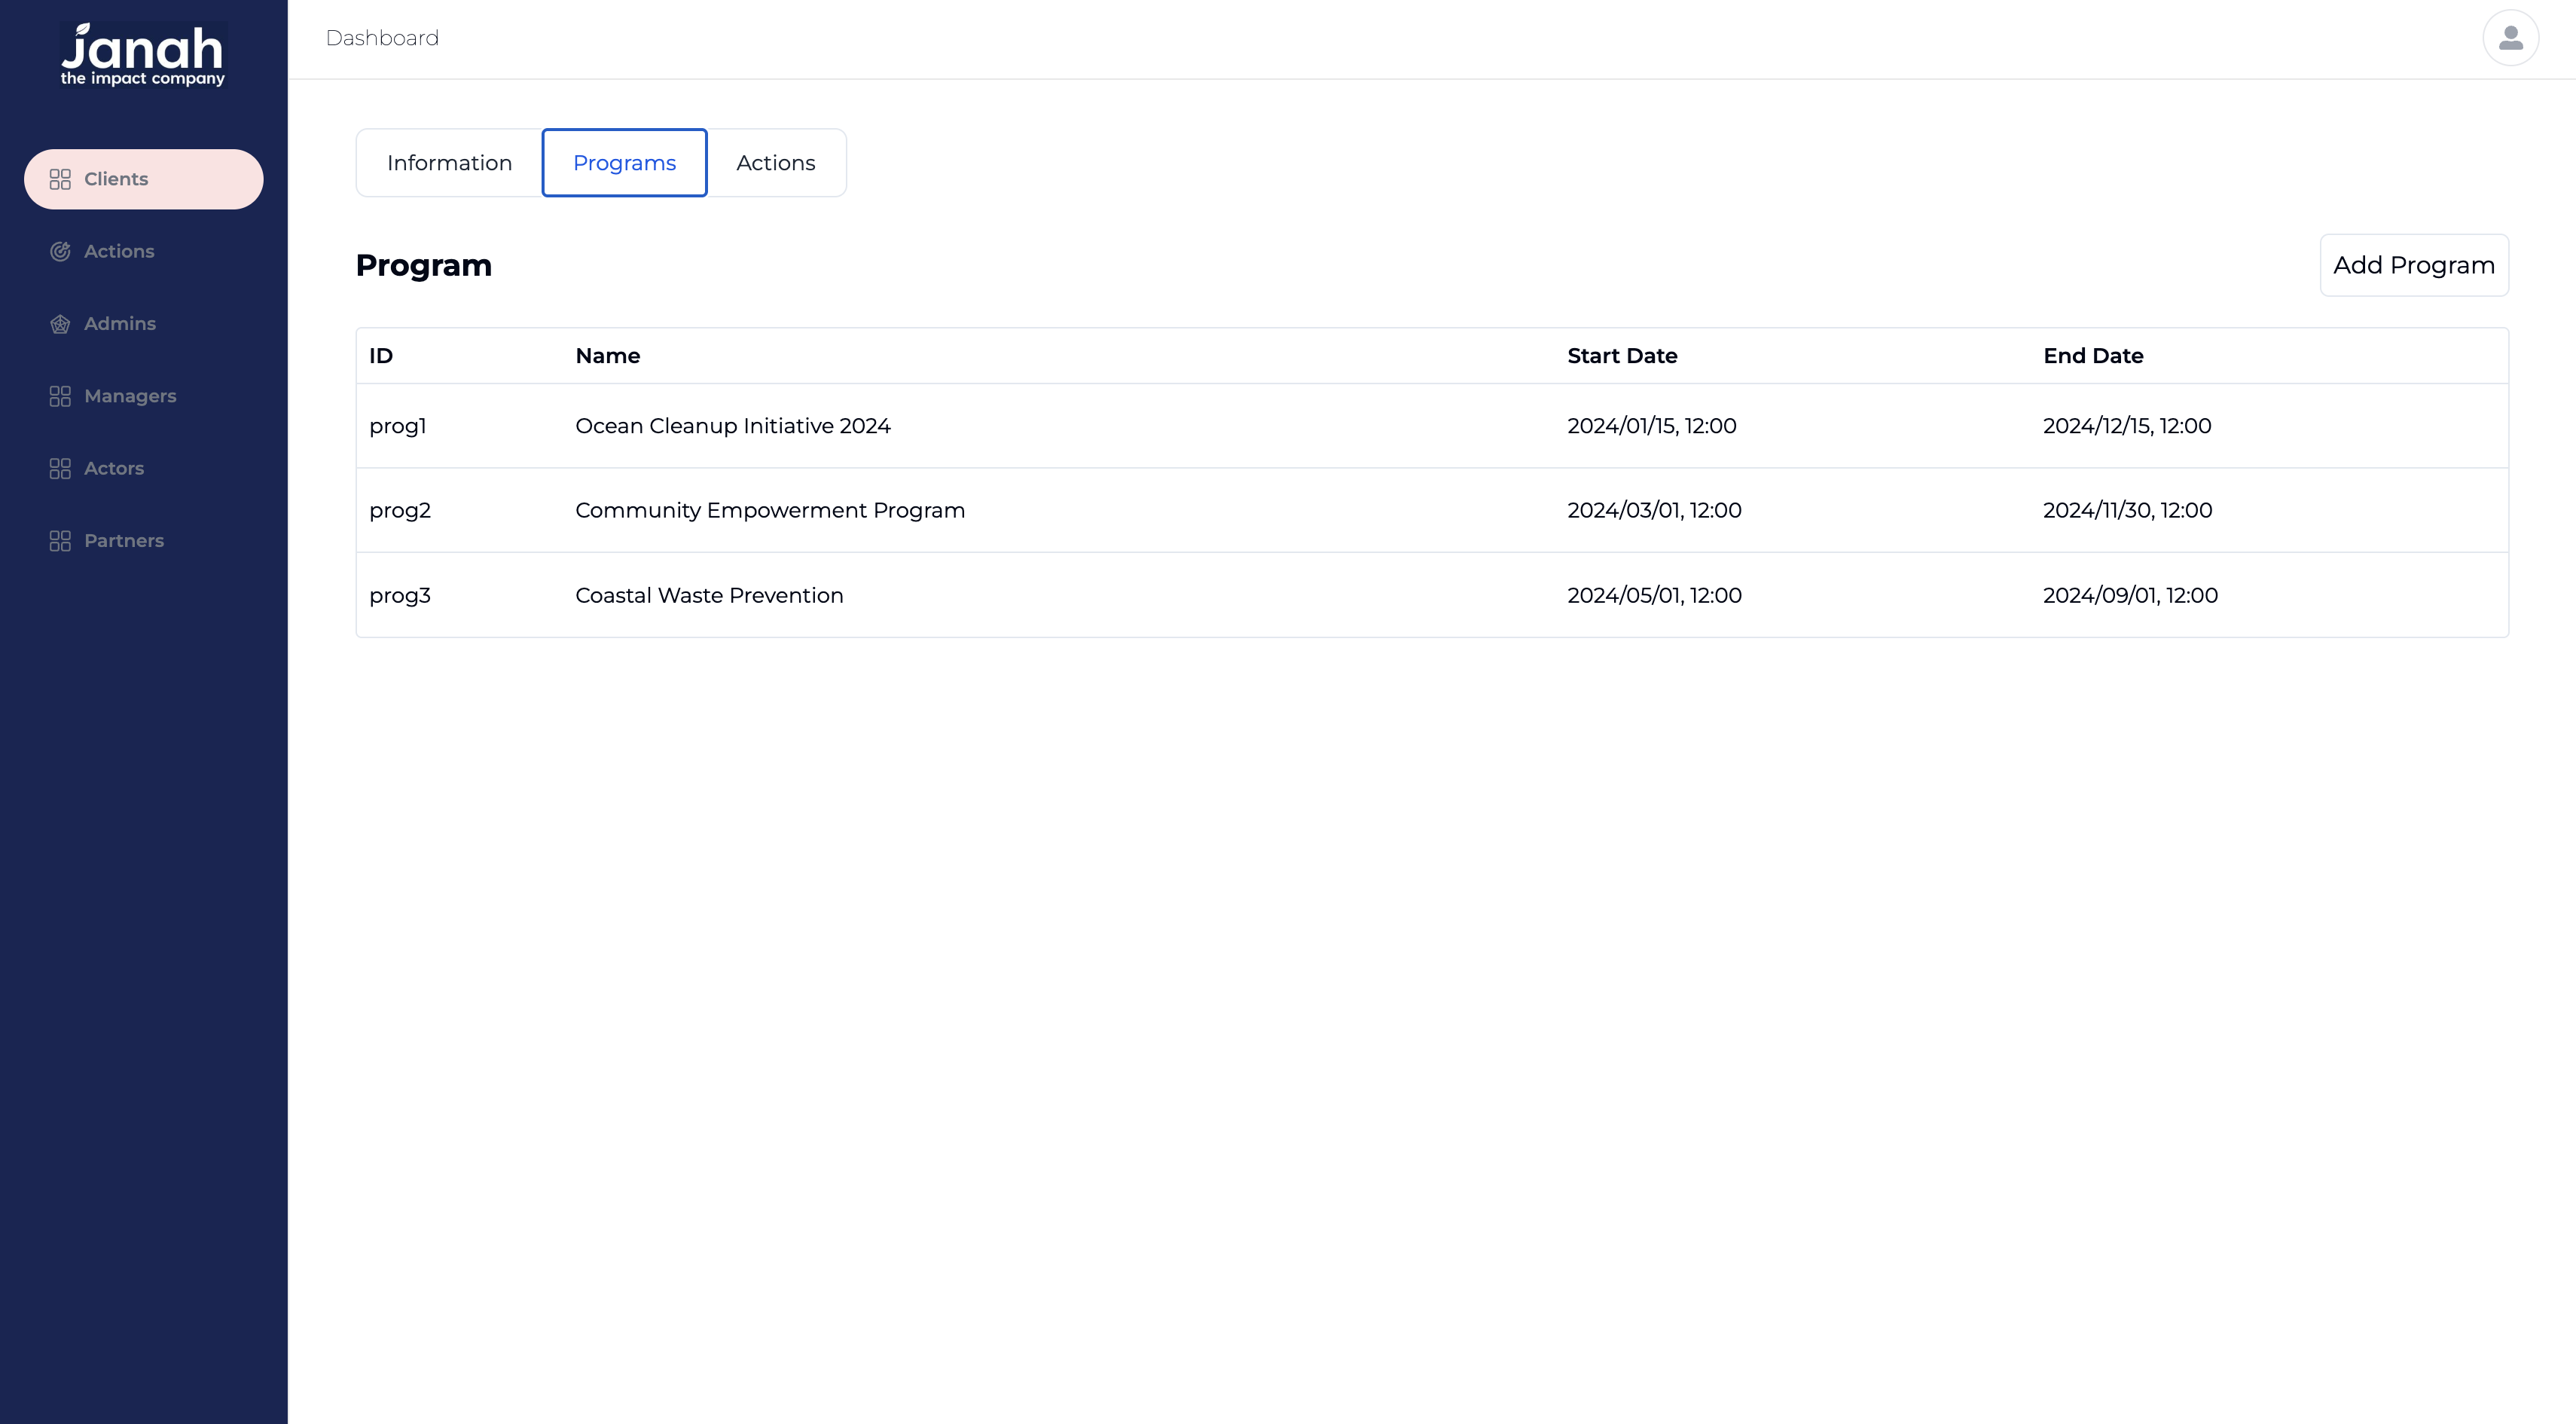 Janah
the impact company
Clients
Actions
Admins
Managers
Actors
Partners
Dashboard
Information Programs Actions
Program
Add Program
ID Name Start Date End Date
prog1 Ocean Cleanup Initiative 2024 2024/01/15, 12:00 2024/12/15, 12:00
prog2 Community Empowerment Program 2024/03/01, 12:00 2024/11/30, 12:00
prog3 Coastal Waste Prevention 2024/05/01, 12:00 2024/09/01, 12:00